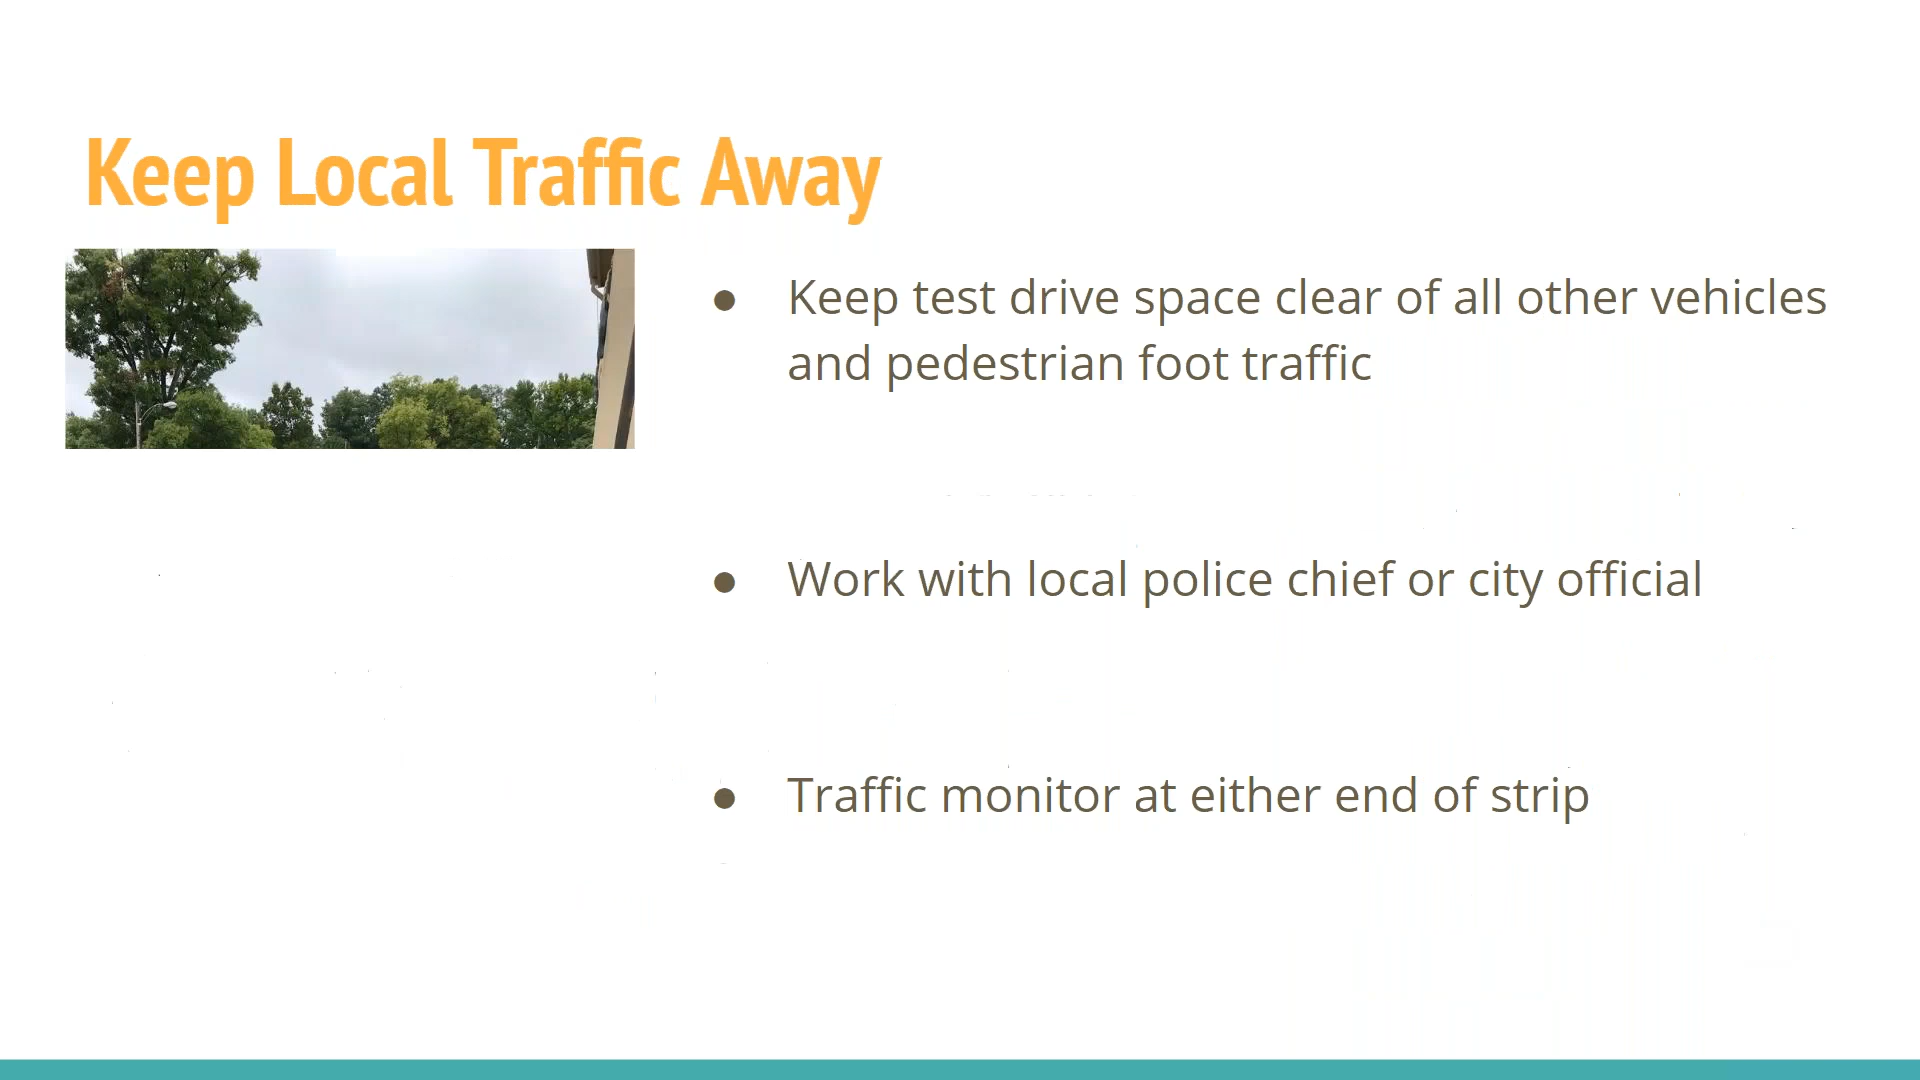 Keep Local Traffic Away
● Keep test drive space clear of all other vehicles
and pedestrian foot traffic
● Work with local police chief or city official
● Traffic monitor at either end of strip